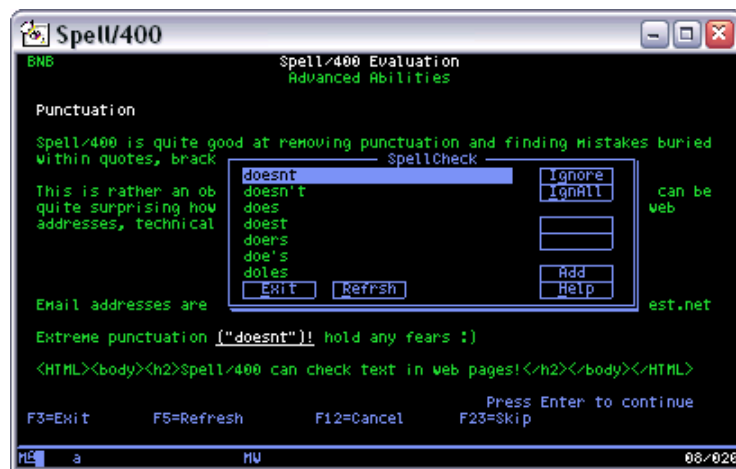 Spell/400
BNB Spell/400 Evaluation
Advanced Abilities
Punctuation
Spell/400 is quite good at removing punctuation and finding mistakes buried
within quotes, brack
SpellCheck
doesnt Ignore
This is rather an ob doesn't IgnAll can be
quite surprising how does web
addresses, technical doest
doers
doe's
doles Add
Exit Refrsh Help
Email addresses are est.net
Extreme punctuation ("doesnt")! hold any fears :)
<HTML><body><h2>Spell/400 can check text in web pages!</h2></body></HTML>
Press Enter to continue
F3=Exit F5=Refresh F12=Cancel F23=Skip
MA a MW 08/020